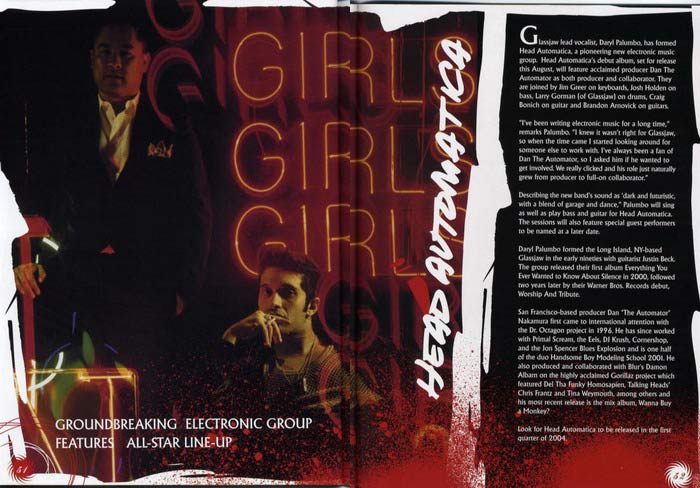 GIRLS
GIRLS
GIRLS
GIRLS
HEAD AUTOMATICA
GROUNDBREAKING ELECTRONIC GROUP
FEATURES ALL-STAR LINE-UP
51
Glassjaw lead vocalist, Daryl Palumbo, has formed
Head Automatica, a pioneering new electronic music
group. Head Automatica's debut album, set for release
this August, will feature acclaimed producer Dan The
Automator as both producer and collaborator. They
are joined by Jim Greer on keyboards, Josh Holden on
bass, Larry Gorman (of Glassjaw) on drums, Craig
Bonich on guitar and Brandon Arnovick on guitars.
"I've been writing electronic music for a long time,"
remarks Palumbo. "I knew it wasn't right for Glassjaw,
so when the time came I started looking around for
someone else to work with. I've always been a fan of
Dan The Automator, so I asked him if he wanted to
get involved. We really clicked and his role just naturally
grew from producer to full-on collaborator."
Describing the new band's sound as 'dark and futuristic,
with a blend of garage and dance," Palumbo will sing
as well as play bass and guitar for Head Automatica.
The sessions will also feature special guest performers
to be named at a later date.
Daryl Palumbo formed the Long Island, NY-based
Glassjaw in the early nineties with guitarist Justin Beck.
The group released their first album Everything You
Ever Wanted to Know About Silence in 2000, followed
two years later by their Warner Bros. Records debut,
Worship And Tribute.
San Francisco-based producer Dan 'The Automator'
Nakamura first came to international attention with
the Dr. Octagon project in 1996. He has since worked
with Primal Scream, the Eels, DJ Krush, Cornershop,
and the Jon Spencer Blues Explosion and is one half
of the duo Handsome Boy Modeling School 2001. He
also produced and collaborated with Blur's Damon
Albarn on the highly acclaimed Gorillaz project which
featured Del Tha Funky Homosapien, Talking Heads'
Chris Frantz and Tina Weymouth, among others and
his most recent release is the mix album, Wanna Buy
a Monkey?
Look for Head Automatica to be released in the first
quarter of 2004.
52